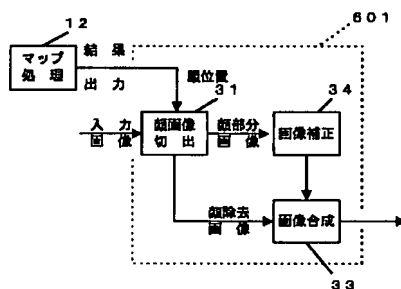 12
マップ
処理
結果
出力
顔位置
601
31
34
入力
画像
顔画像
切出
顔部分
画像
画像補正
顔除去
画像
画像合成
33